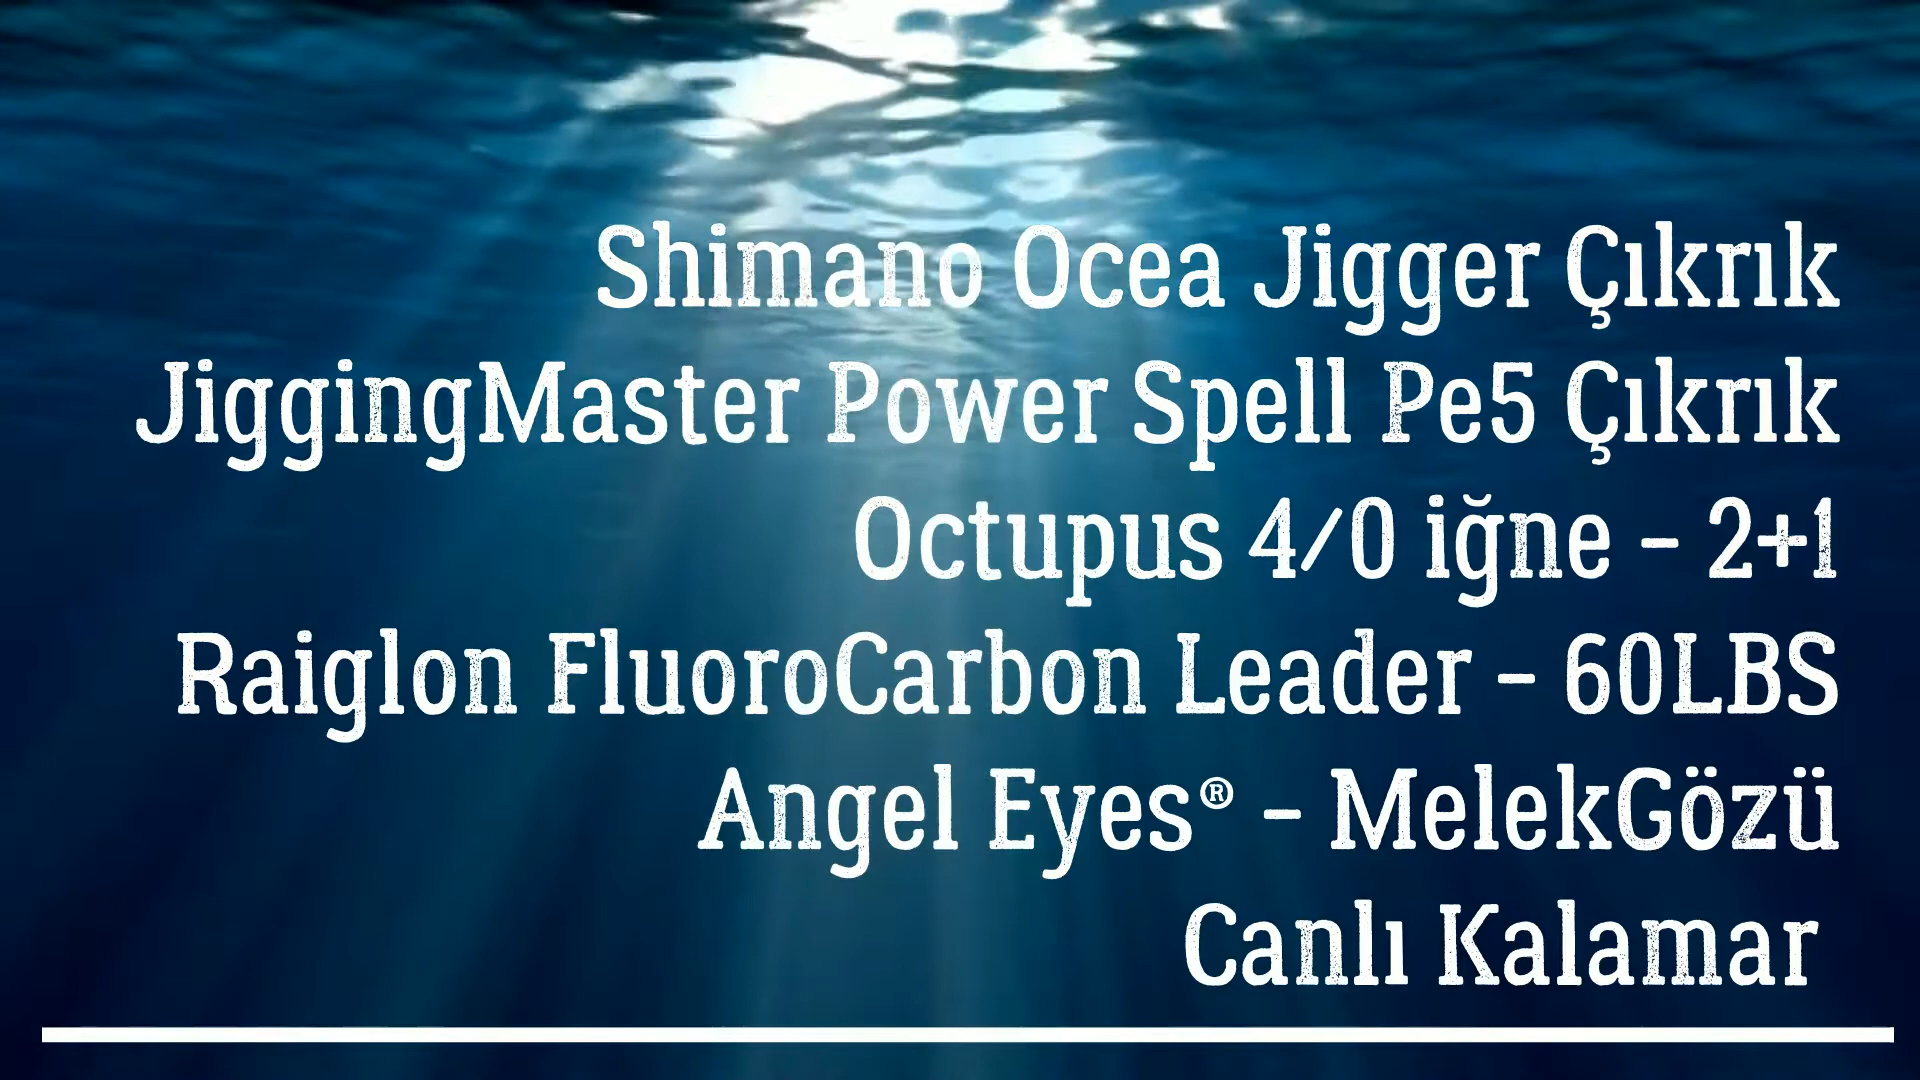 Shimano Ocea Jigger Çıkrık
JiggingMaster Power Spell Pe5 Çıkrık
Octupus 4/0 iğne - 2+1
Raiglon FluoroCarbon Leader - 60LBS
Angel Eyes® - MelekGözü
Canlı Kalamar